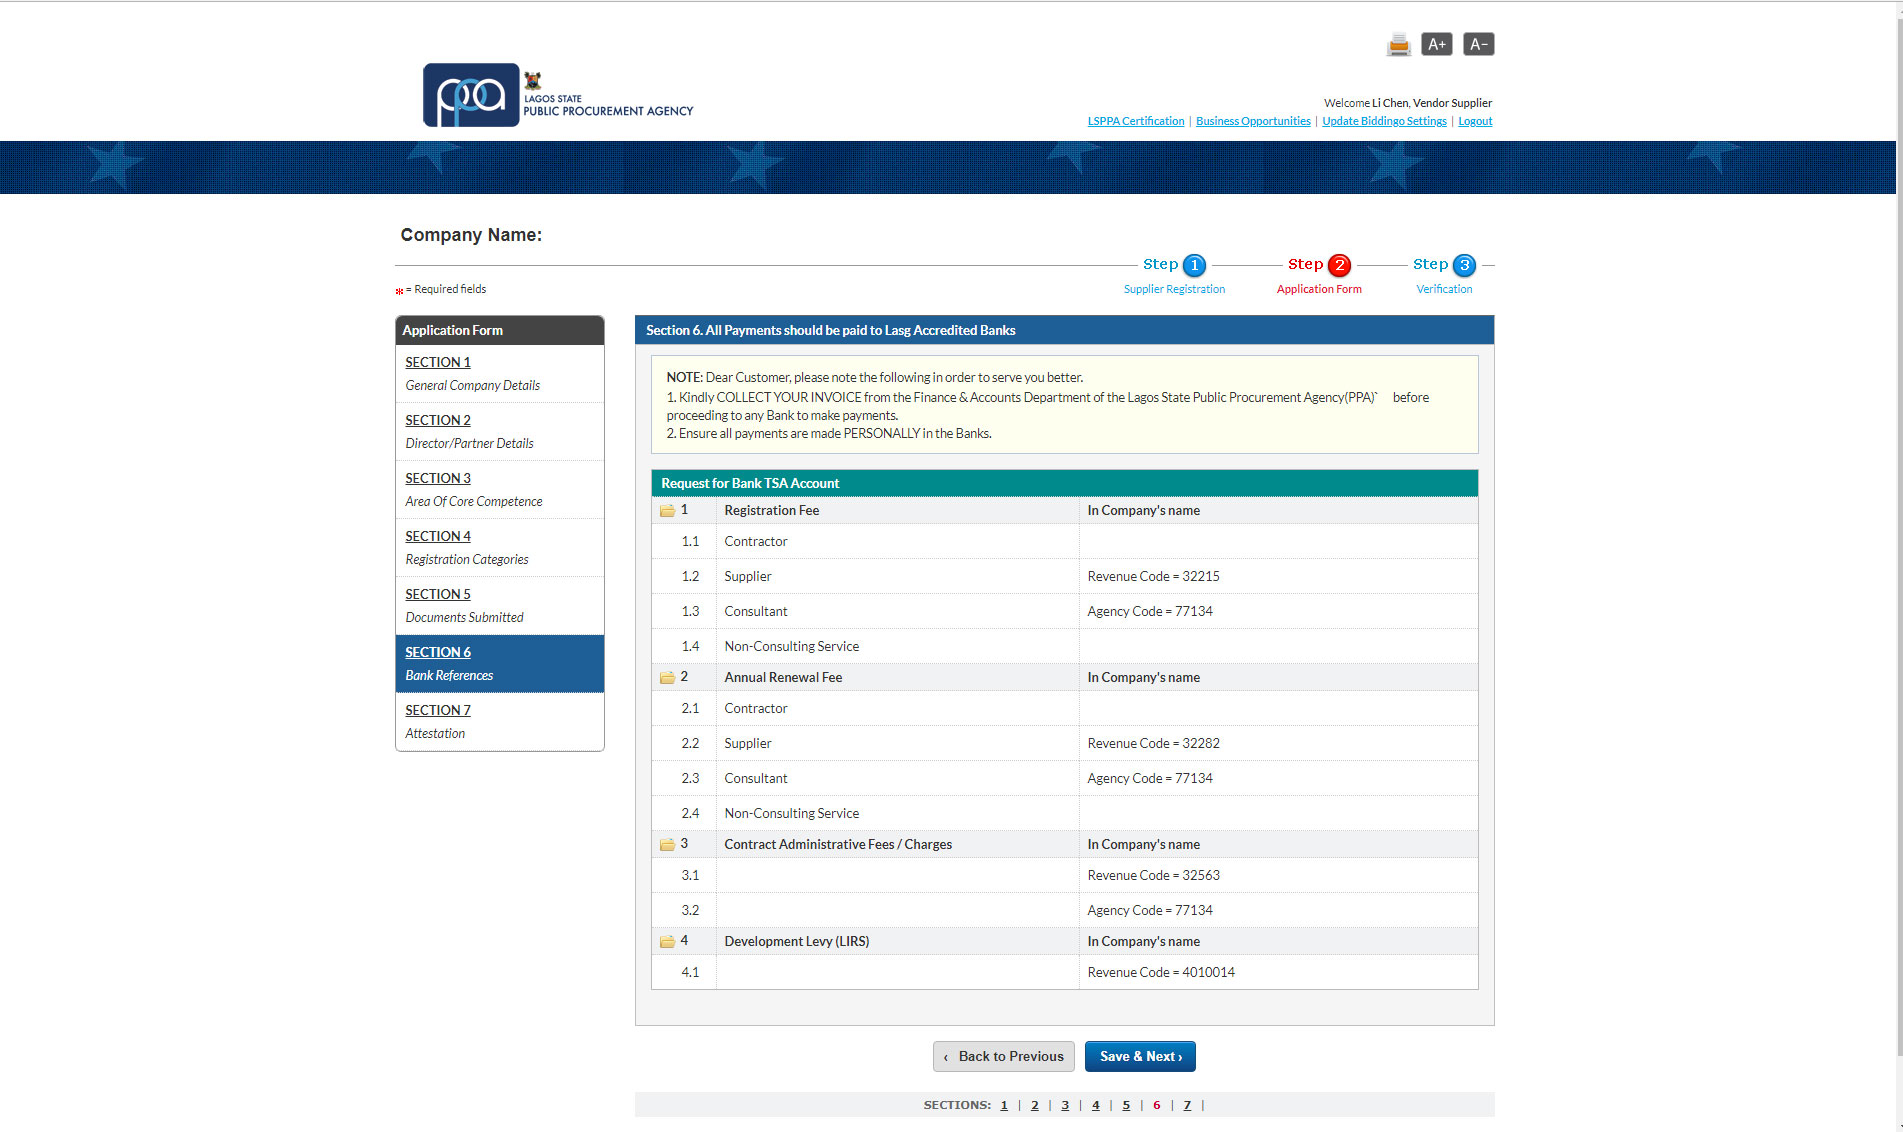 A+ A−
ppa
LAGOS STATE
PUBLIC PROCUREMENT AGENCY
Welcome Li Chen, Vendor Supplier
LSPPA Certification | Business Opportunities | Update Biddingo Settings | Logout
Company Name:
Step 1 Step 2 Step 3
Supplier Registration Application Form Verification
* = Required fields
Application Form
SECTION 1
General Company Details
SECTION 2
Director/Partner Details
SECTION 3
Area Of Core Competence
SECTION 4
Registration Categories
SECTION 5
Documents Submitted
SECTION 6
Bank References
SECTION 7
Attestation
Section 6. All Payments should be paid to Lasg Accredited Banks
NOTE: Dear Customer, please note the following in order to serve you better.
1. Kindly COLLECT YOUR INVOICE from the Finance & Accounts Department of the Lagos State Public Procurement Agency(PPA)` before
proceeding to any Bank to make payments.
2. Ensure all payments are made PERSONALLY in the Banks.
Request for Bank TSA Account
1 Registration Fee In Company's name
1.1 Contractor
1.2 Supplier Revenue Code = 32215
1.3 Consultant Agency Code = 77134
1.4 Non-Consulting Service
2 Annual Renewal Fee In Company's name
2.1 Contractor
2.2 Supplier Revenue Code = 32282
2.3 Consultant Agency Code = 77134
2.4 Non-Consulting Service
3 Contract Administrative Fees / Charges In Company's name
3.1 Revenue Code = 32563
3.2 Agency Code = 77134
4 Development Levy (LIRS) In Company's name
4.1 Revenue Code = 4010014
‹ Back to Previous Save & Next ›
SECTIONS: 1 | 2 | 3 | 4 | 5 | 6 | 7 |